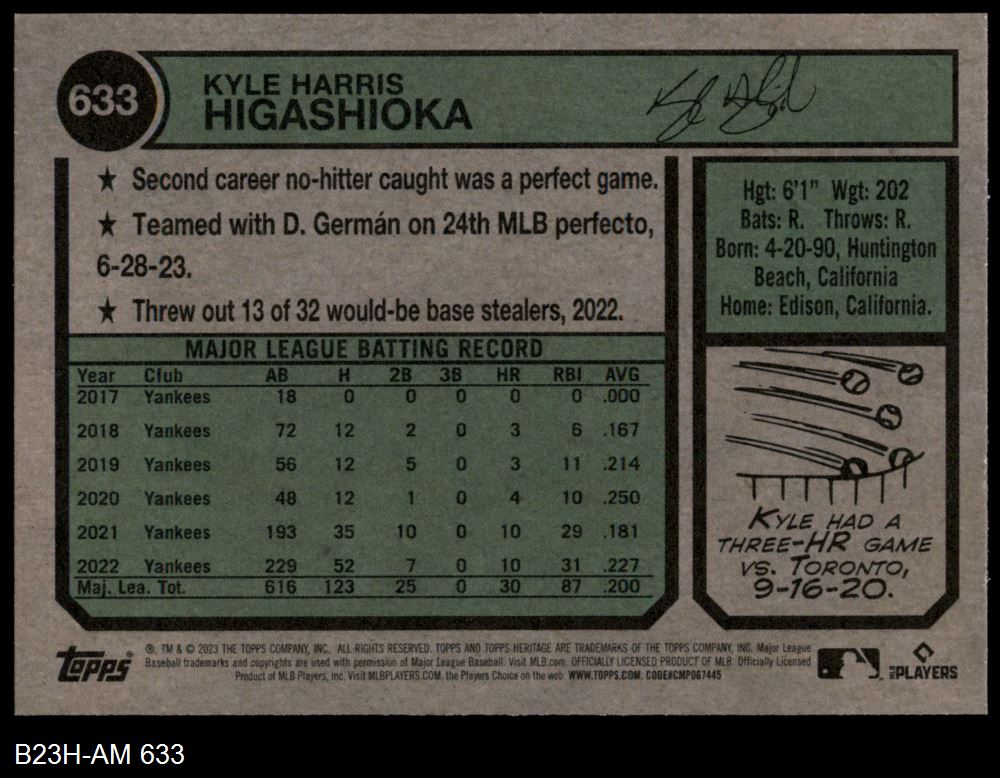 633
KYLE HARRIS
HIGASHIOKA
★ Second career no-hitter caught was a perfect game.
★ Teamed with D. Germán on 24th MLB perfecto,
6-28-23.
★ Threw out 13 of 32 would-be base stealers, 2022.
Hgt: 6'1" Wgt: 202
Bats: R. Throws: R.
Born: 4-20-90, Huntington
Beach, California
Home: Edison, California.
MAJOR LEAGUE BATTING RECORD
Year Club AB H 2B 3B HR RBI AVG
2017 Yankees 18 0 0 0 0 0 .000
2018 Yankees 72 12 2 0 3 6 .167
2019 Yankees 56 12 5 0 3 11 .214
2020 Yankees 48 12 1 0 4 10 .250
2021 Yankees 193 35 10 0 10 29 .181
2022 Yankees 229 52 7 0 10 31 .227
Maj. Lea. Tot. 616 123 25 0 30 87 .200
KYLE HAD A
THREE-HR GAME
VS. TORONTO,
9-16-20.
Topps®
®, TM & © 2023 THE TOPPS COMPANY, INC. ALL RIGHTS RESERVED. TOPPS AND TOPPS HERITAGE ARE TRADEMARKS OF THE TOPPS COMPANY, INC. Major League
Baseball trademarks and copyrights are used with permission of Major League Baseball. Visit MLB.com. OFFICIALLY LICENSED PRODUCT OF MLB. Officially Licensed
Product of MLB Players, Inc. Visit MLBPLAYERS.COM, the Players Choice on the web. WWW.TOPPS.COM. CODE#CMP067445
MLB PLAYERS
B23H-AM 633